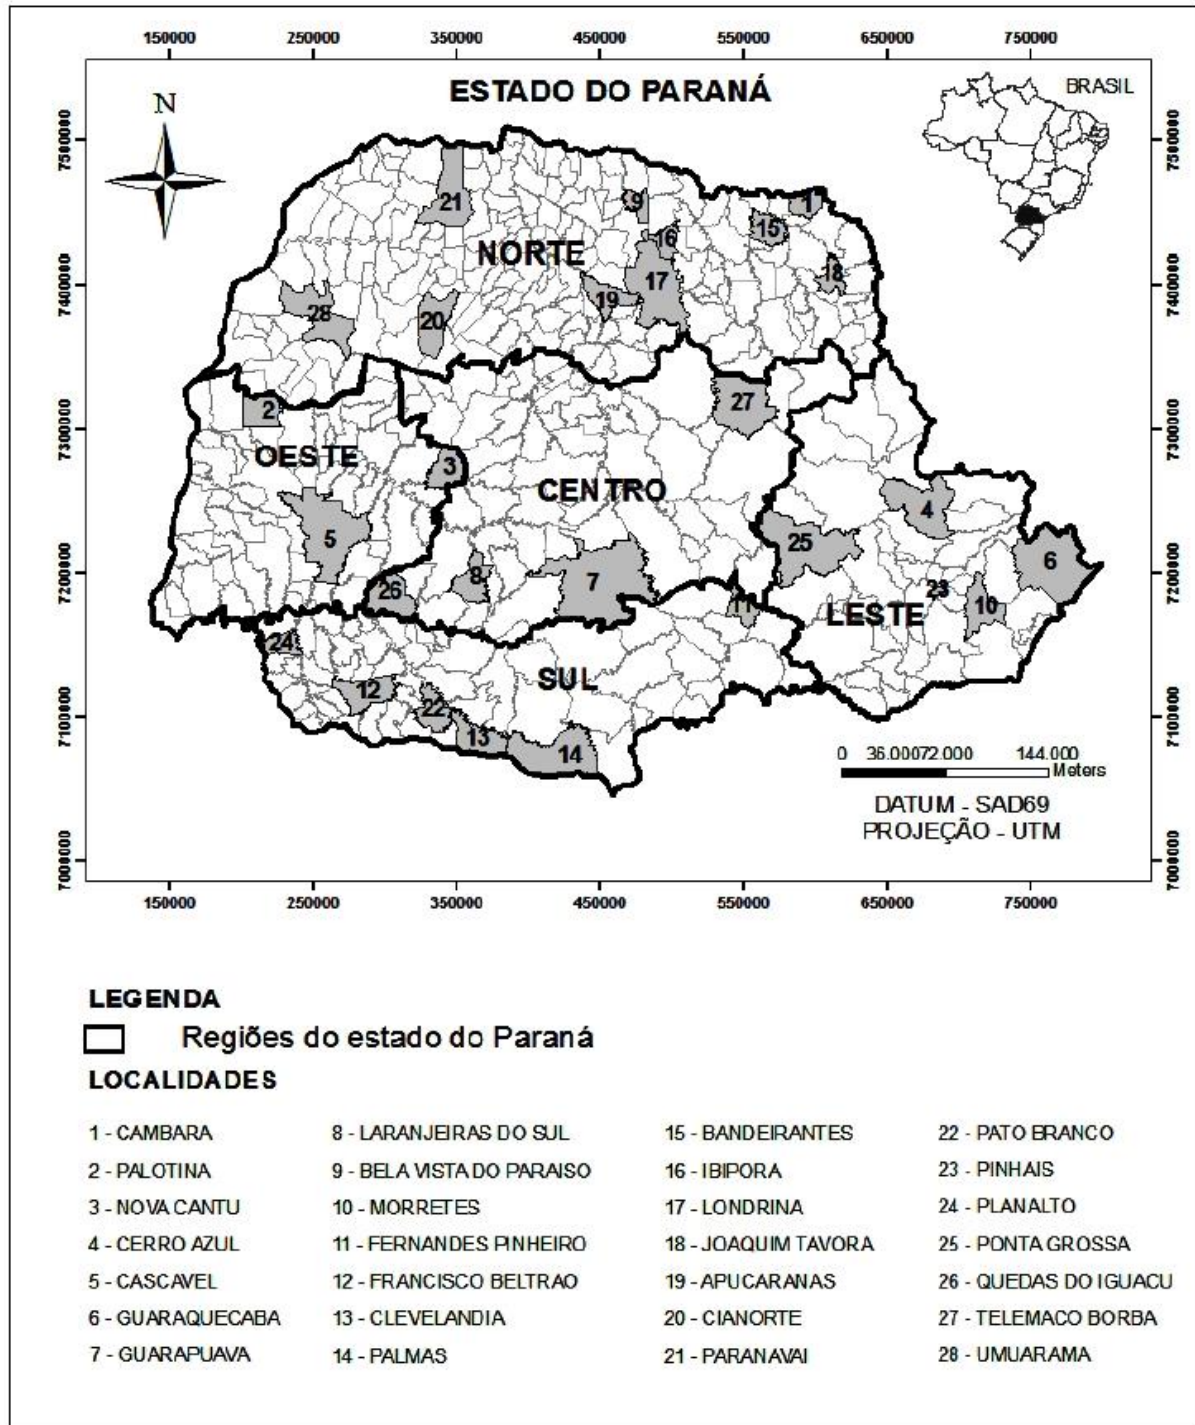 150000 250000 350000 450000 550000 650000 750000
ESTADO DO PARANÁ
BRASIL
N
7500000 7500000
21 9 1
16 15
NORTE
17 18
7400000 7400000
19
28 20
27
2
7300000 7300000
OESTE
3
CENTRO
4
5 25
6
7200000 7200000
8 7 23
26 11 10
LESTE
24
SUL
12
22
7100000 7100000
13 14
0 36.00072.000 144.000
Meters
DATUM - SAD69
PROJEÇÃO - UTM
7000000 7000000
150000 250000 350000 450000 550000 650000 750000
LEGENDA
Regiões do estado do Paraná
LOCALIDADES
1 - CAMBARA
2 - PALOTINA
3 - NOVA CANTU
4 - CERRO AZUL
5 - CASCAVEL
6 - GUARAQUECABA
7 - GUARAPUAVA
8 - LARANJEIRAS DO SUL
9 - BELA VISTA DO PARAISO
10 - MORRETES
11 - FERNANDES PINHEIRO
12 - FRANCISCO BELTRAO
13 - CLEVELANDIA
14 - PALMAS
15 - BANDEIRANTES
16 - IBIPORA
17 - LONDRINA
18 - JOAQUIM TAVORA
19 - APUCARANAS
20 - CIANORTE
21 - PARANAVAI
22 - PATO BRANCO
23 - PINHAIS
24 - PLANALTO
25 - PONTA GROSSA
26 - QUEDAS DO IGUACU
27 - TELEMACO BORBA
28 - UMUARAMA